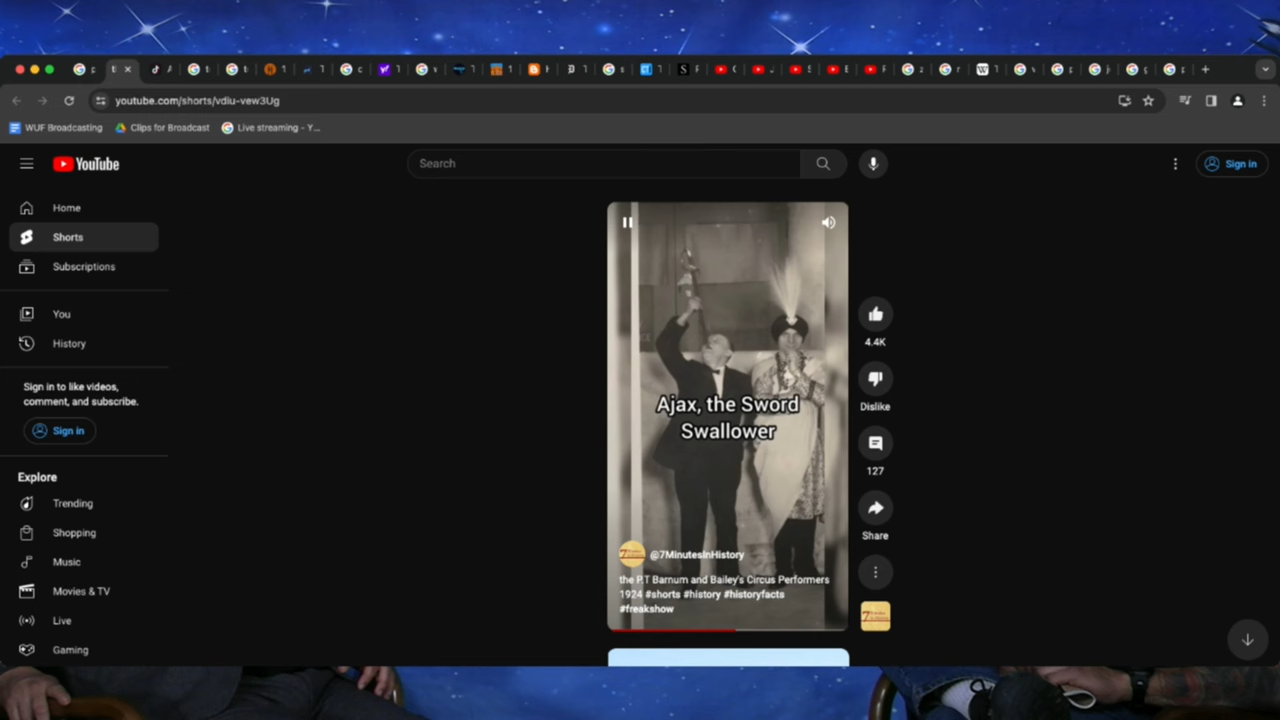 youtube.com/shorts/vdiu-vew3Ug
WUF Broadcasting
Clips for Broadcast
Live streaming - Y...
YouTube
Search
Sign in
Home
Shorts
Subscriptions
You
History
Sign in to like videos,
comment, and subscribe.
Sign in
Explore
Trending
Shopping
Music
Movies & TV
Live
Gaming
Ajax, the Sword
Swallower
@7MinutesInHistory
the P.T Barnum and Bailey's Circus Performers
1924 #shorts #history #historyfacts
#freakshow
4.4K
Dislike
127
Share